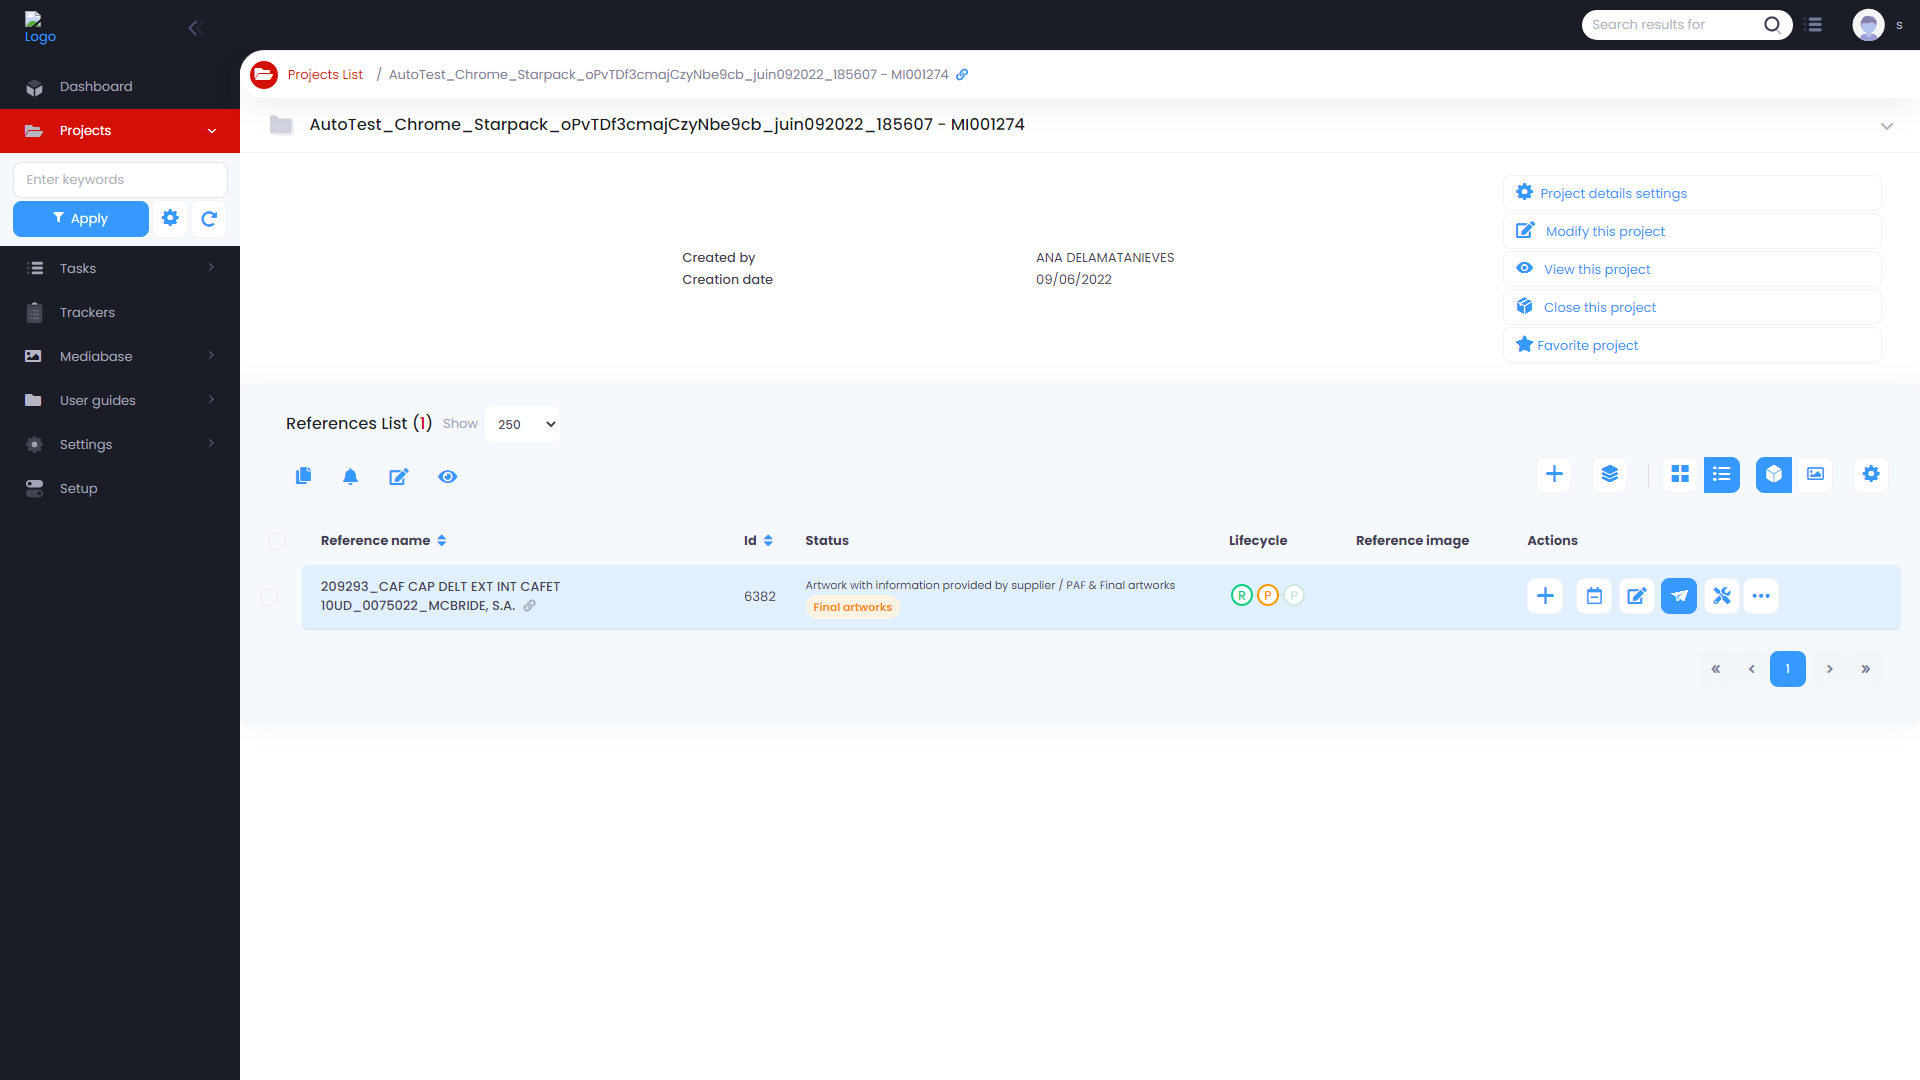 Logo
Search results for
s
Dashboard
Projects
Enter keywords
Apply
Tasks
Trackers
Mediabase
User guides
Settings
Setup
Projects List / AutoTest_Chrome_Starpack_oPvTDf3cmajCzyNbe9cb_juin092022_185607 - MI001274
AutoTest_Chrome_Starpack_oPvTDf3cmajCzyNbe9cb_juin092022_185607 - MI001274
Created by ANA DELAMATANIEVES
Creation date 09/06/2022
Project details settings
Modify this project
View this project
Close this project
Favorite project
References List (1) Show 250
Reference name Id Status Lifecycle Reference image Actions
209293_CAF CAP DELT EXT INT CAFET
10UD_0075022_MCBRIDE, S.A.
6382
Artwork with information provided by supplier / PAF & Final artworks
Final artworks
R P P
« ‹ 1 › »